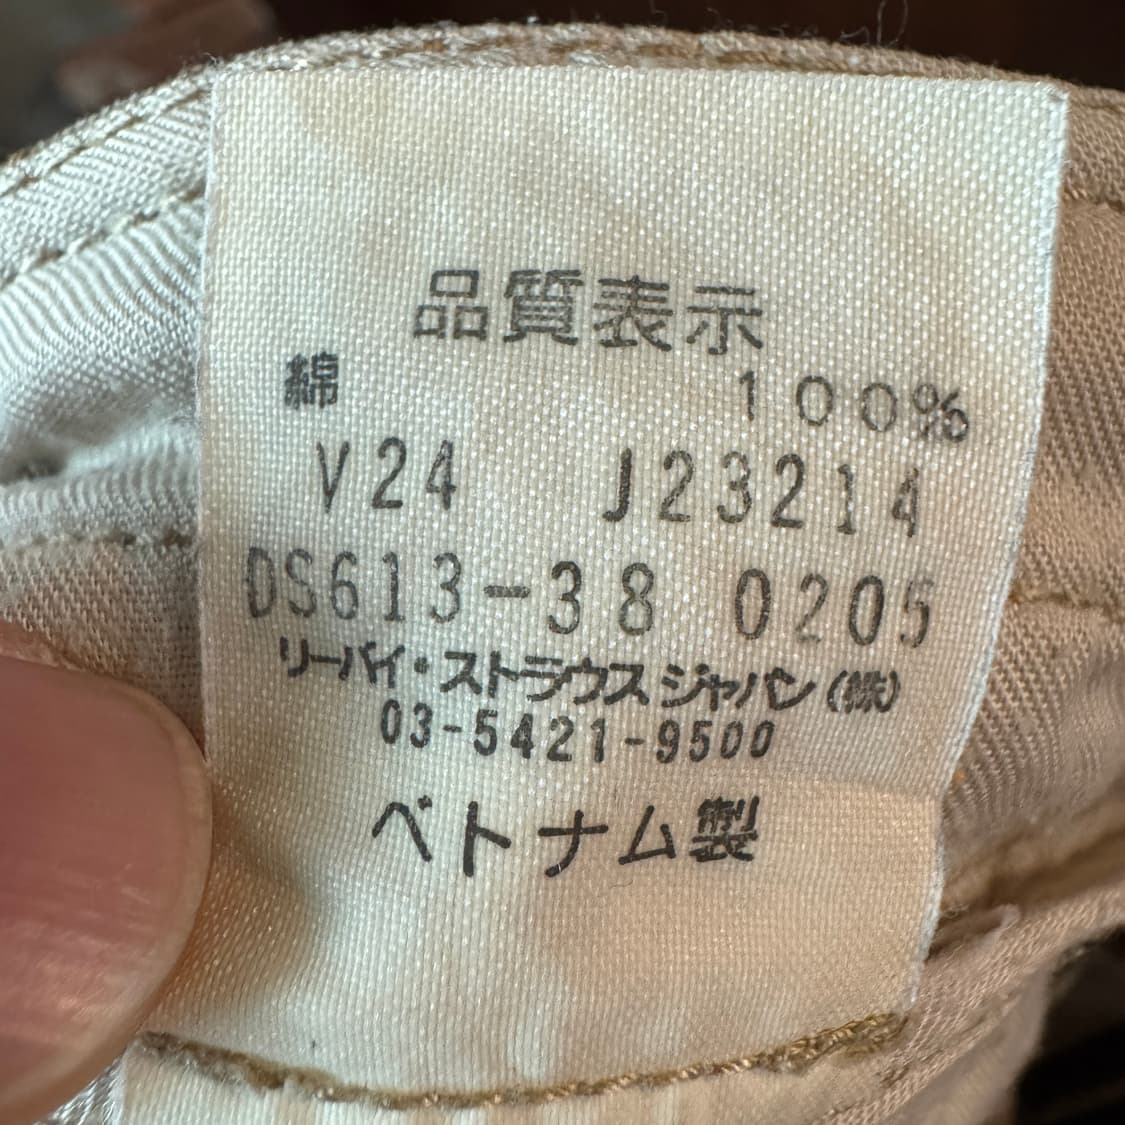 品質表示
綿 100%
V24 J23214
DS613-38 0205
リーバイ・ストラウス ジャパン(株)
03-5421-9500
ベトナム製